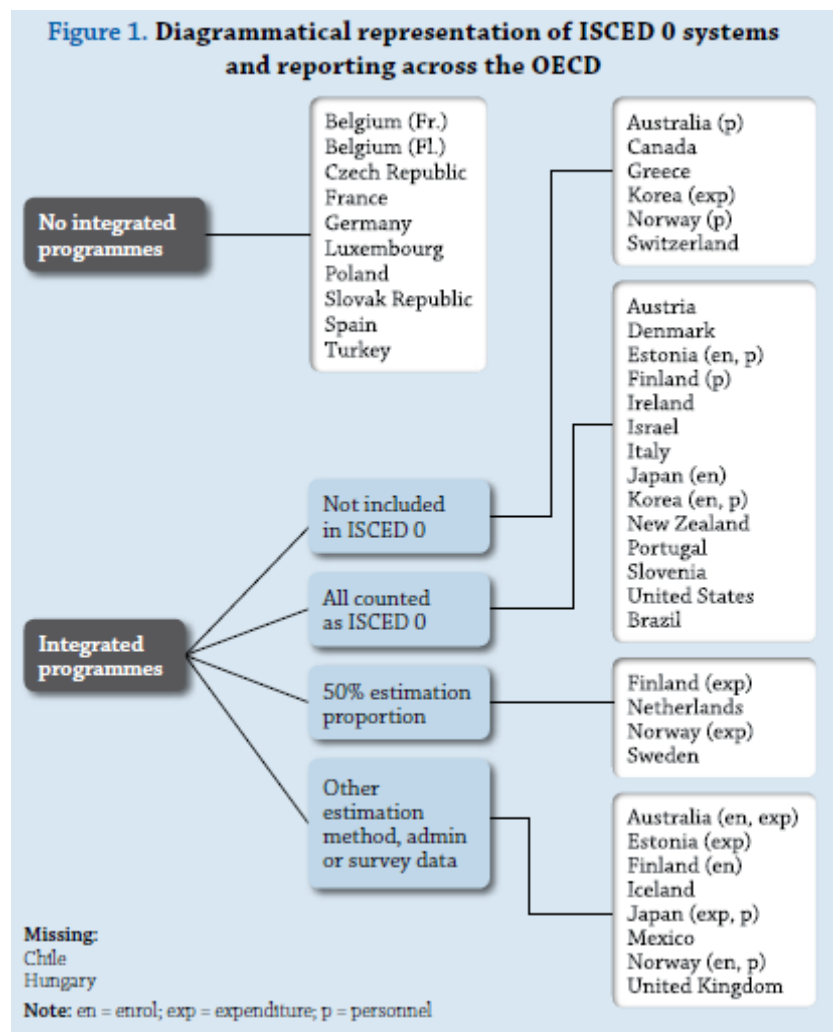 Figure 1. Diagrammatical representation of ISCED 0 systems
and reporting across the OECD
No integrated
programmes
Belgium (Fr.)
Belgium (Fl.)
Czech Republic
France
Germany
Luxembourg
Poland
Slovak Republic
Spain
Turkey
Integrated
programmes
Not included
in ISCED 0
Australia (p)
Canada
Greece
Korea (exp)
Norway (p)
Switzerland
All counted
as ISCED 0
Austria
Denmark
Estonia (en, p)
Finland (p)
Ireland
Israel
Italy
Japan (en)
Korea (en, p)
New Zealand
Portugal
Slovenia
United States
Brazil
50% estimation
proportion
Finland (exp)
Netherlands
Norway (exp)
Sweden
Other
estimation
method, admin
or survey data
Australia (en, exp)
Estonia (exp)
Finland (en)
Iceland
Japan (exp, p)
Mexico
Norway (en, p)
United Kingdom
Missing:
Chile
Hungary
Note: en = enrol; exp = expenditure; p = personnel